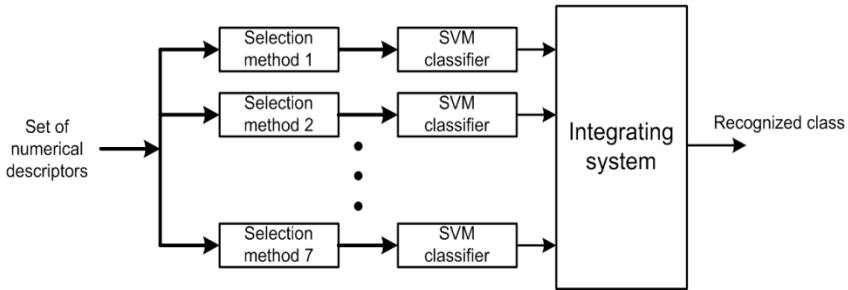 Set of
numerical
descriptors
Selection
method 1
SVM
classifier
Selection
method 2
SVM
classifier
Selection
method 7
SVM
classifier
Integrating
system
Recognized class